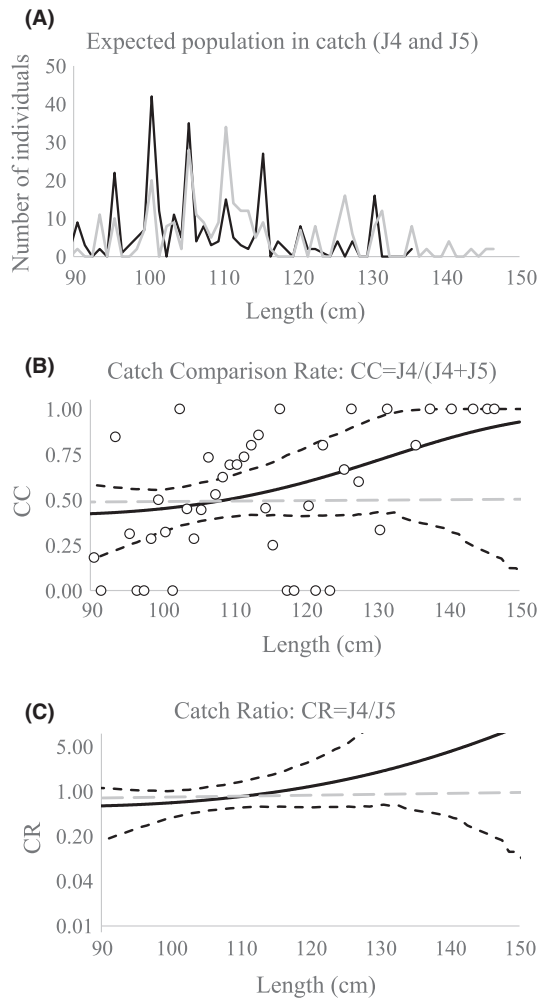 (A)
Expected population in catch (J4 and J5)
Number of individuals
50
40
30
20
10
0
90 100 110 120 130 140 150
Length (cm)
(B)
Catch Comparison Rate: CC=J4/(J4+J5)
CC
1.00
0.75
0.50
0.25
0.00
90 100 110 120 130 140 150
Length (cm)
(C)
Catch Ratio: CR=J4/J5
CR
5.00
1.00
0.20
0.04
0.01
90 100 110 120 130 140 150
Length (cm)